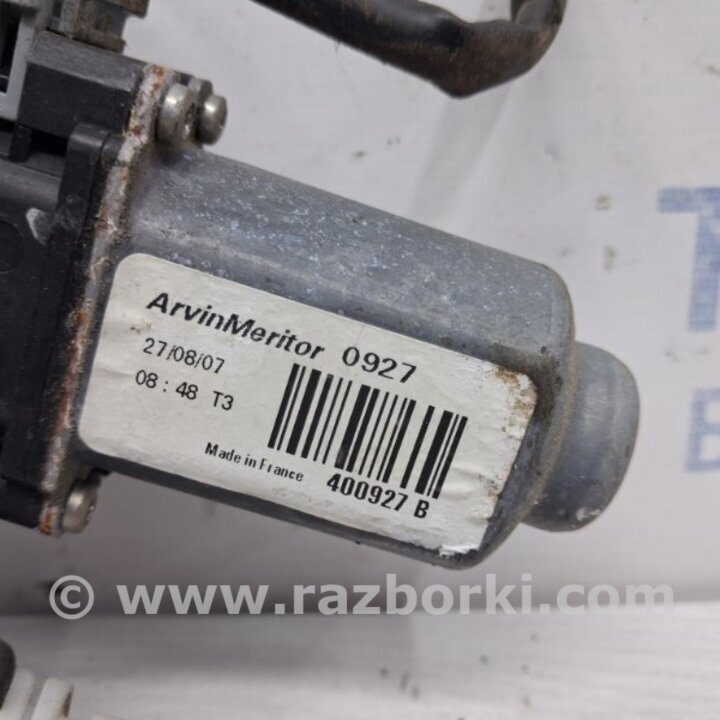 ArvinMeritor 0927
27/08/07
08:48 T3
Made in France
400927 B
© www.razborki.com